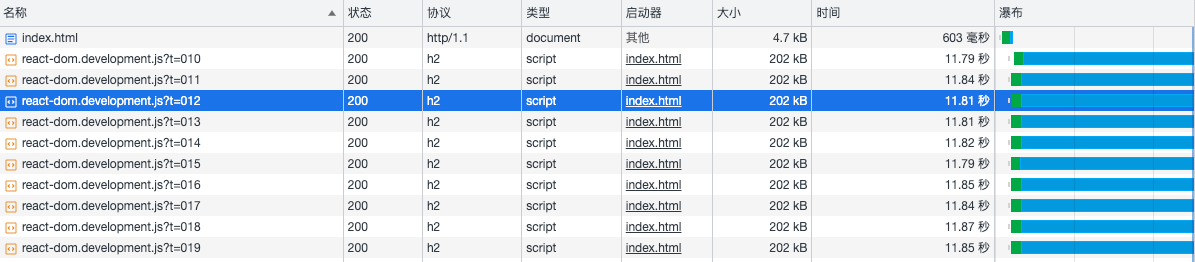 名称 状态 协议 类型 启动器 大小 时间 瀑布
index.html 200 http/1.1 document 其他 4.7 kB 603 毫秒
react-dom.development.js?t=010 200 h2 script index.html 202 kB 11.79 秒
react-dom.development.js?t=011 200 h2 script index.html 202 kB 11.84 秒
react-dom.development.js?t=012 200 h2 script index.html 202 kB 11.81 秒
react-dom.development.js?t=013 200 h2 script index.html 202 kB 11.81 秒
react-dom.development.js?t=014 200 h2 script index.html 202 kB 11.82 秒
react-dom.development.js?t=015 200 h2 script index.html 202 kB 11.79 秒
react-dom.development.js?t=016 200 h2 script index.html 202 kB 11.85 秒
react-dom.development.js?t=017 200 h2 script index.html 202 kB 11.84 秒
react-dom.development.js?t=018 200 h2 script index.html 202 kB 11.87 秒
react-dom.development.js?t=019 200 h2 script index.html 202 kB 11.85 秒